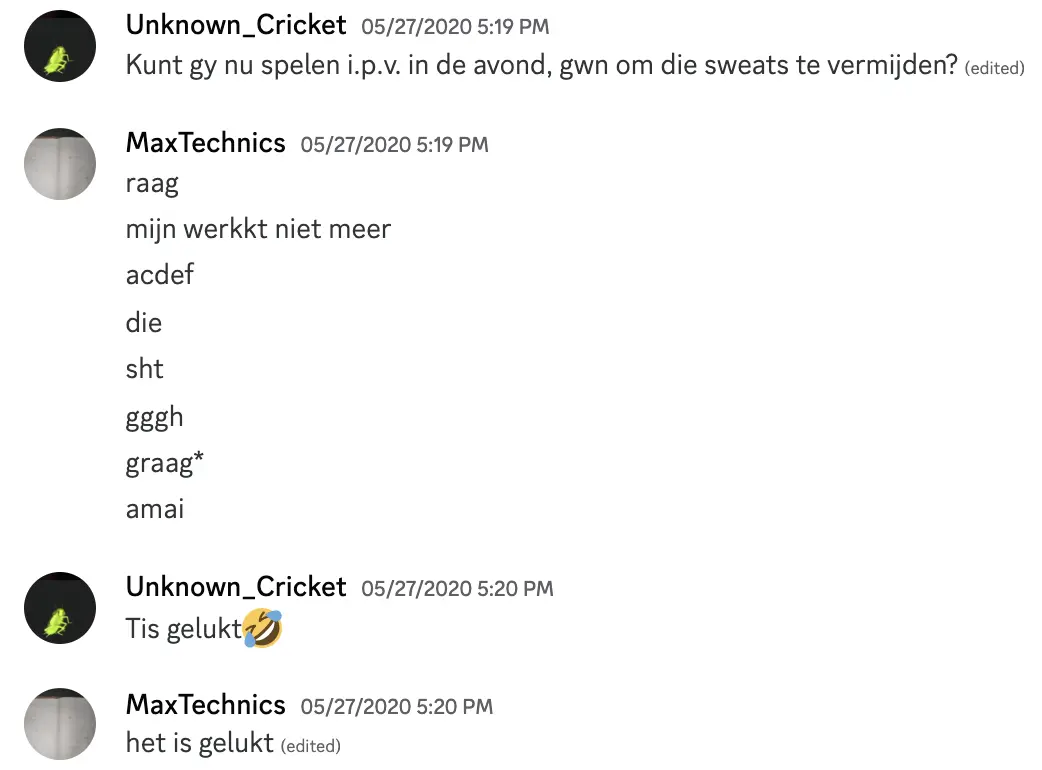 Unknown_Cricket 05/27/2020 5:19 PM
Kunt gy nu spelen i.p.v. in de avond, gwn om die sweats te vermijden? (edited)
MaxTechnics 05/27/2020 5:19 PM
raag
mijn werkkt niet meer
acdef
die
sht
gggh
graag*
amai
Unknown_Cricket 05/27/2020 5:20 PM
Tis gelukt🤣
MaxTechnics 05/27/2020 5:20 PM
het is gelukt (edited)